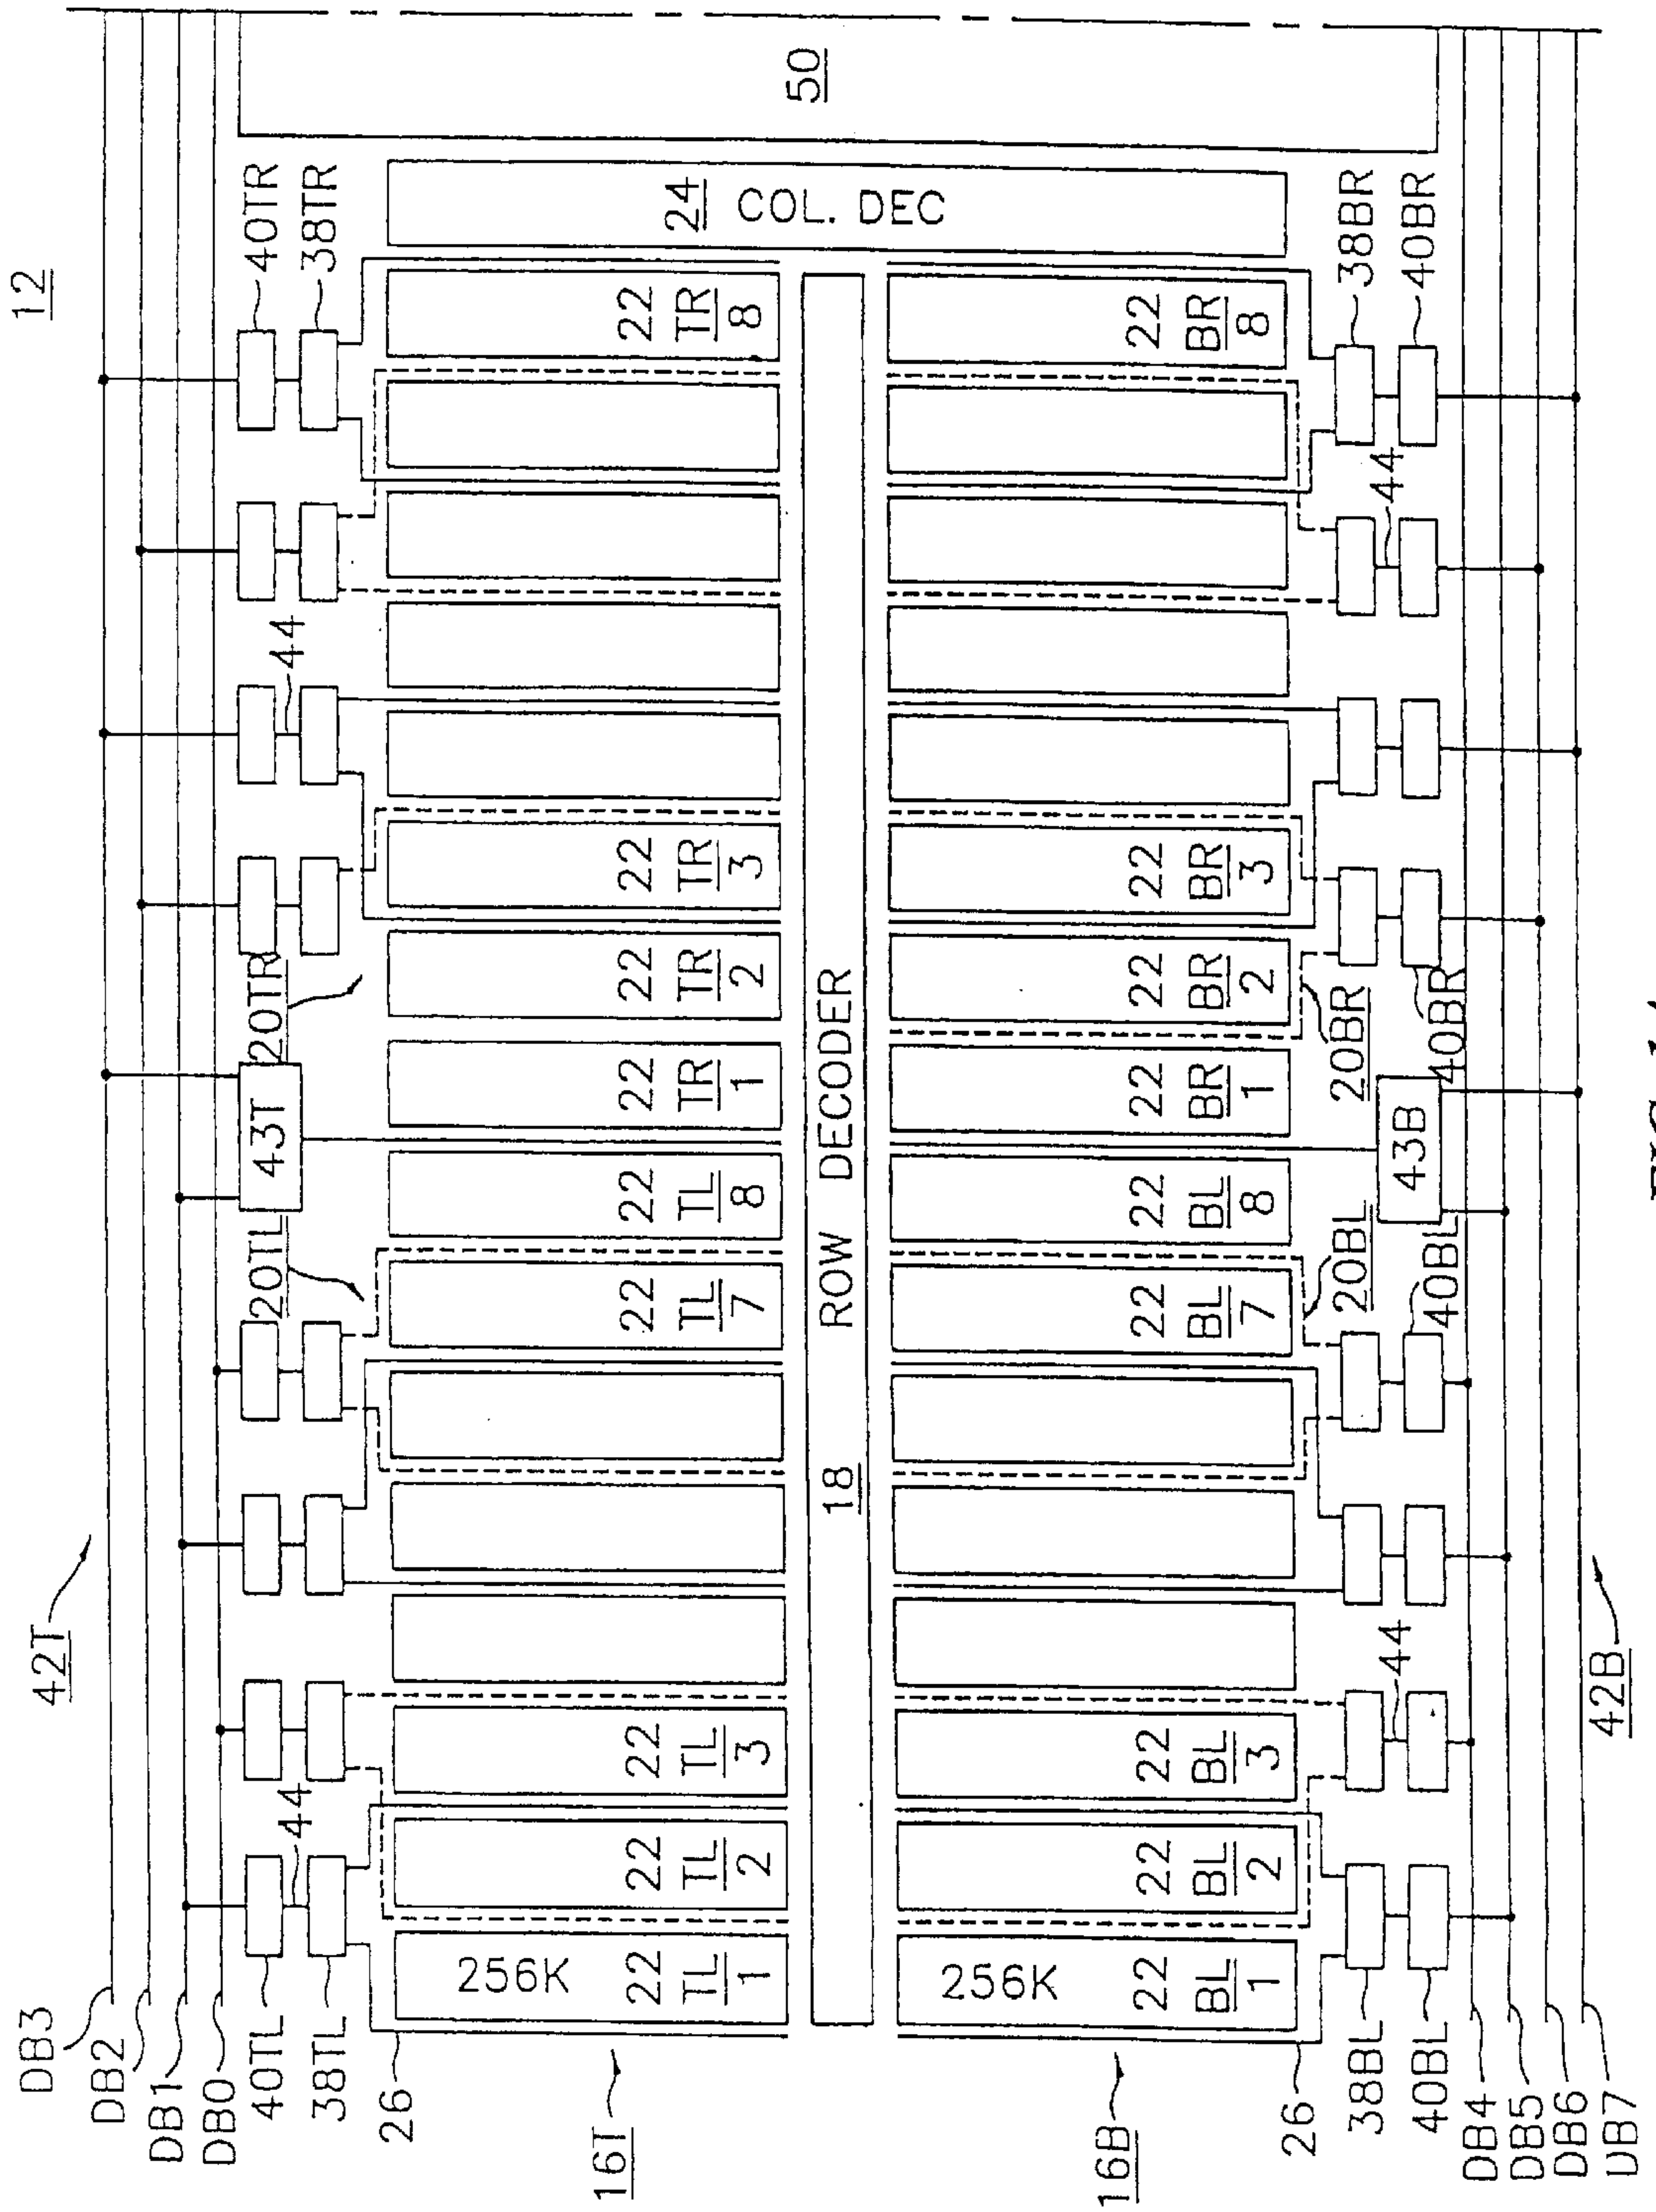 12
42T
DB3
DB2
DB1
DB0
40TL
38TL
44
44
40TR
38TR
20TL
43T
20TR
26
16T
256K
22 TL 1
22 TL 2
22 TL 3
22 TL 7
22 TL 8
22 TR 1
22 TR 2
22 TR 3
22 TR 8
18
ROW DECODER
24
COL. DEC
50
16B
256K
22 BL 1
22 BL 2
22 BL 3
22 BL 7
22 BL 8
22 BR 1
22 BR 2
22 BR 3
22 BR 8
26
38BL
40BL
44
20BL
40BL
43B
20BR
40BR
44
38BR
40BR
DB4
DB5
DB6
DB7
42B